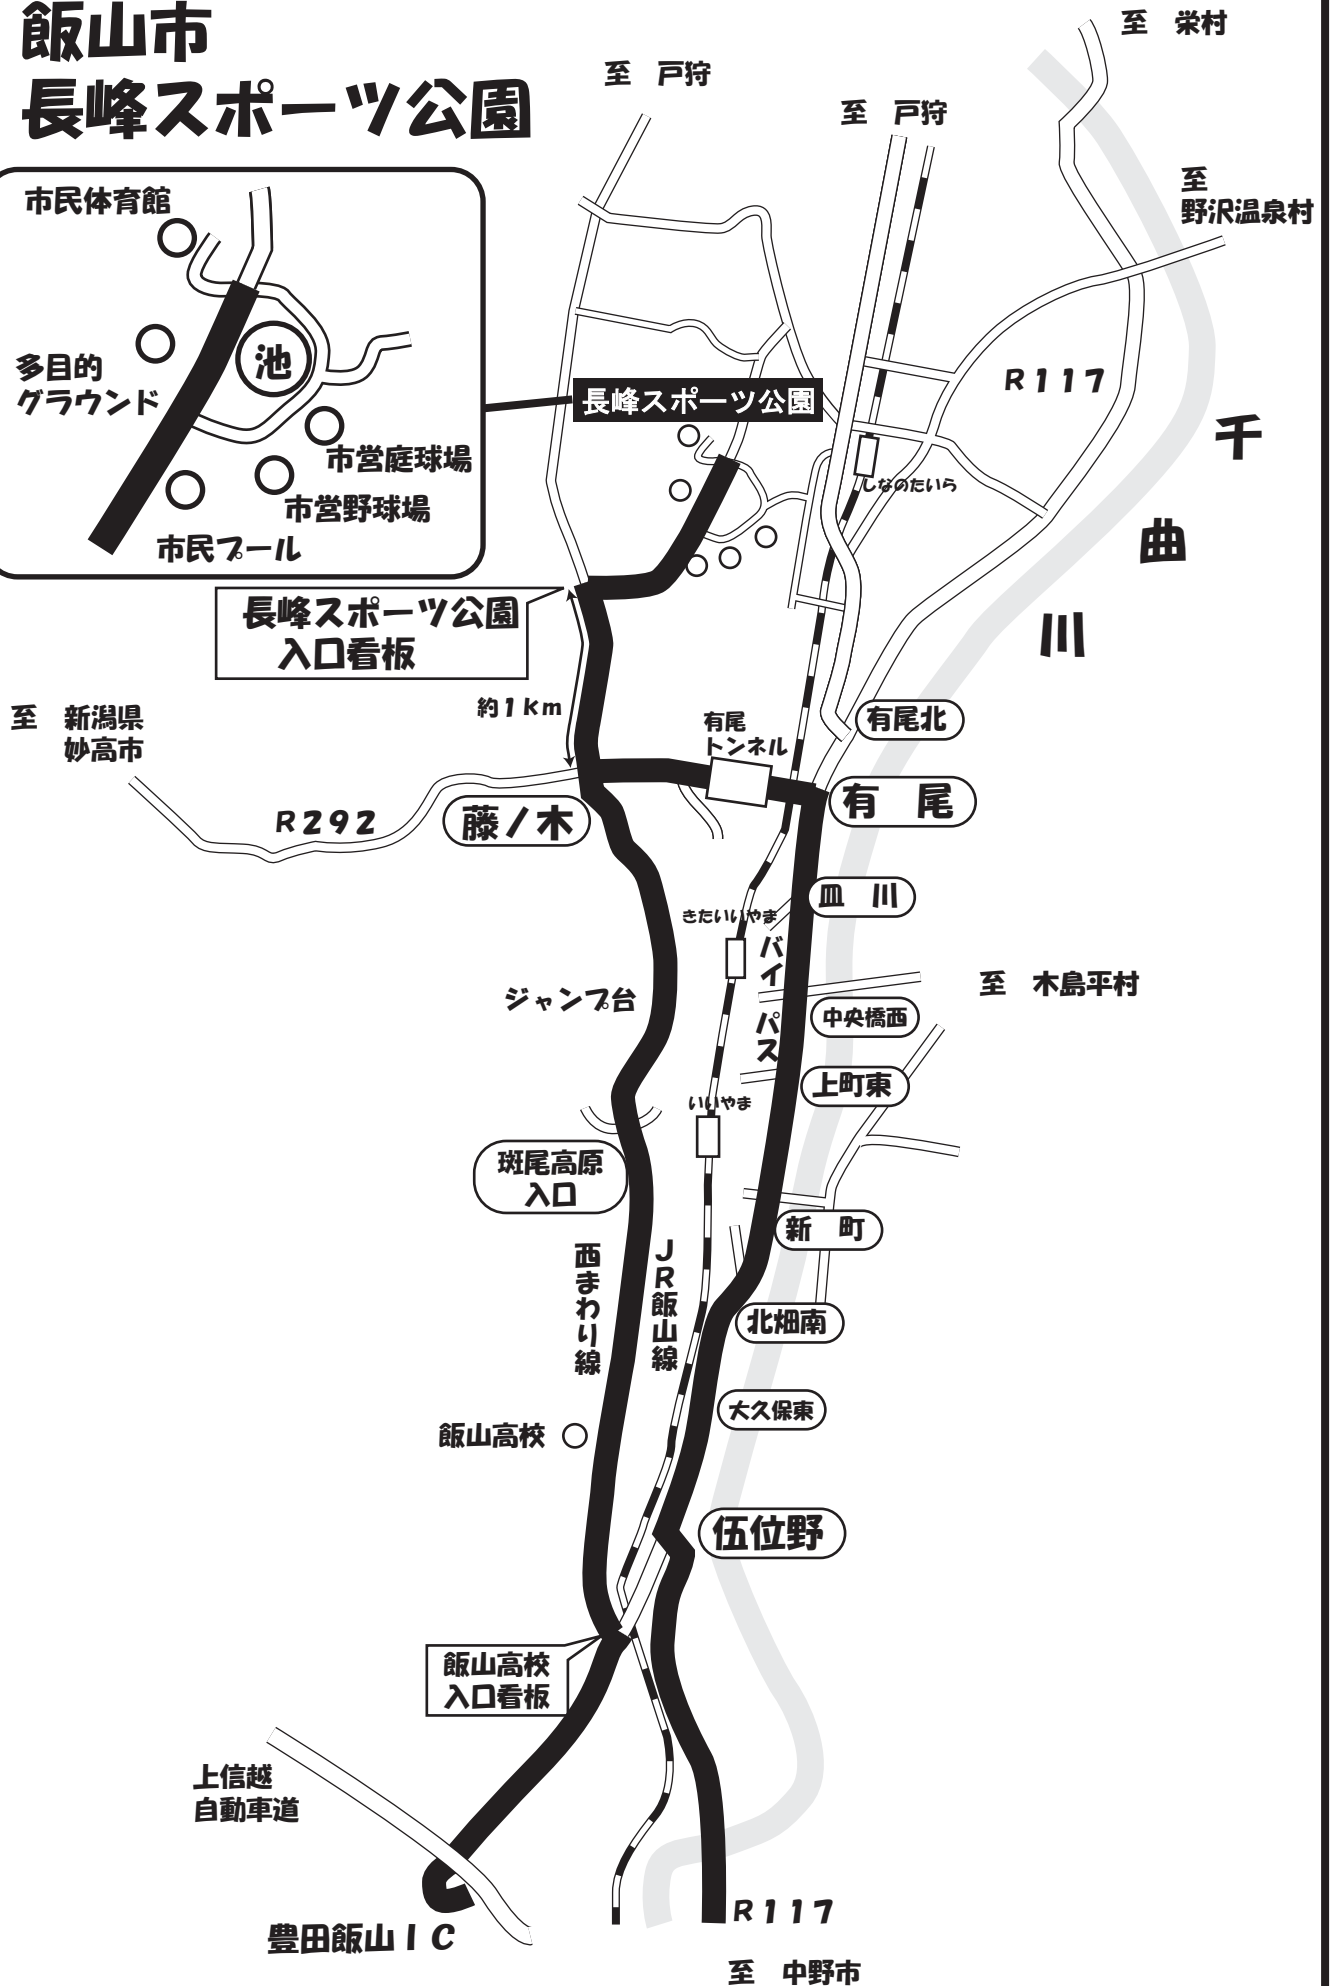 飯山市
長峰スポーツ公園
至　栄村
至　戸狩
至　戸狩
至
野沢温泉村
市民体育館
池
多目的
グラウンド
市営庭球場
市営野球場
市民プール
長峰スポーツ公園
R117
千
曲
川
しなのたいら
長峰スポーツ公園
入口看板
約1km
至　新潟県
妙高市
有尾
トンネル
有尾北
R292
藤ノ木
有　尾
皿　川
きたいいやま
バイパス
至　木島平村
ジャンプ台
中央橋西
上町東
いいやま
斑尾高原
入口
新　町
西まわり線
JR飯山線
北畑南
大久保東
飯山高校
伍位野
飯山高校
入口看板
上信越
自動車道
豊田飯山IC
R117
至　中野市